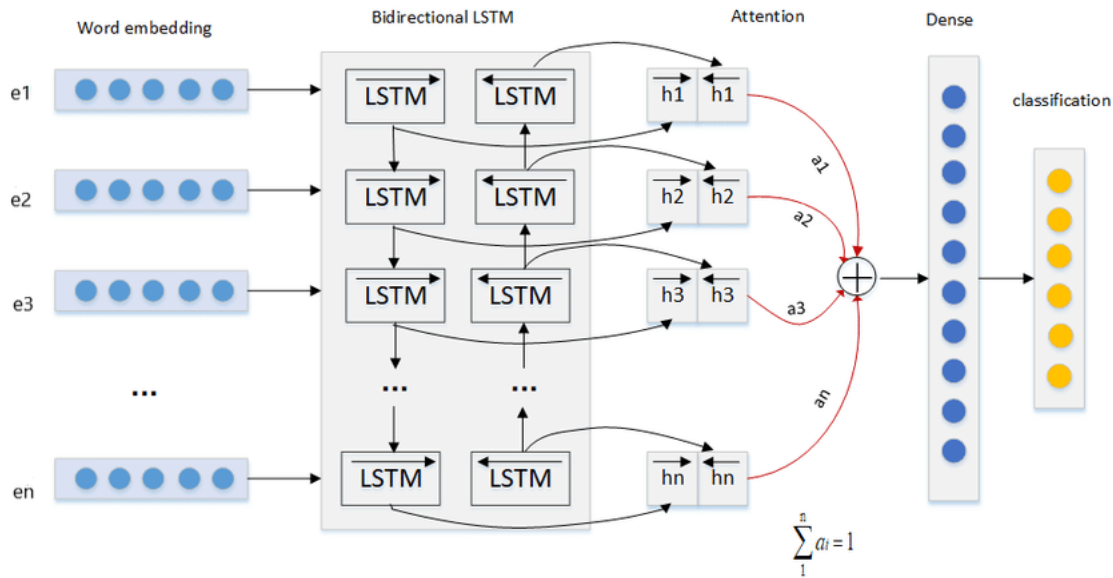 Word embedding
Bidirectional LSTM
Attention
Dense
classification
e1
LSTM LSTM
h1 h1
a1
e2
LSTM LSTM
h2 h2
a2
e3
LSTM LSTM
h3 h3
a3
...
... ...
an
en
LSTM LSTM
hn hn
n
∑ ai = 1
1